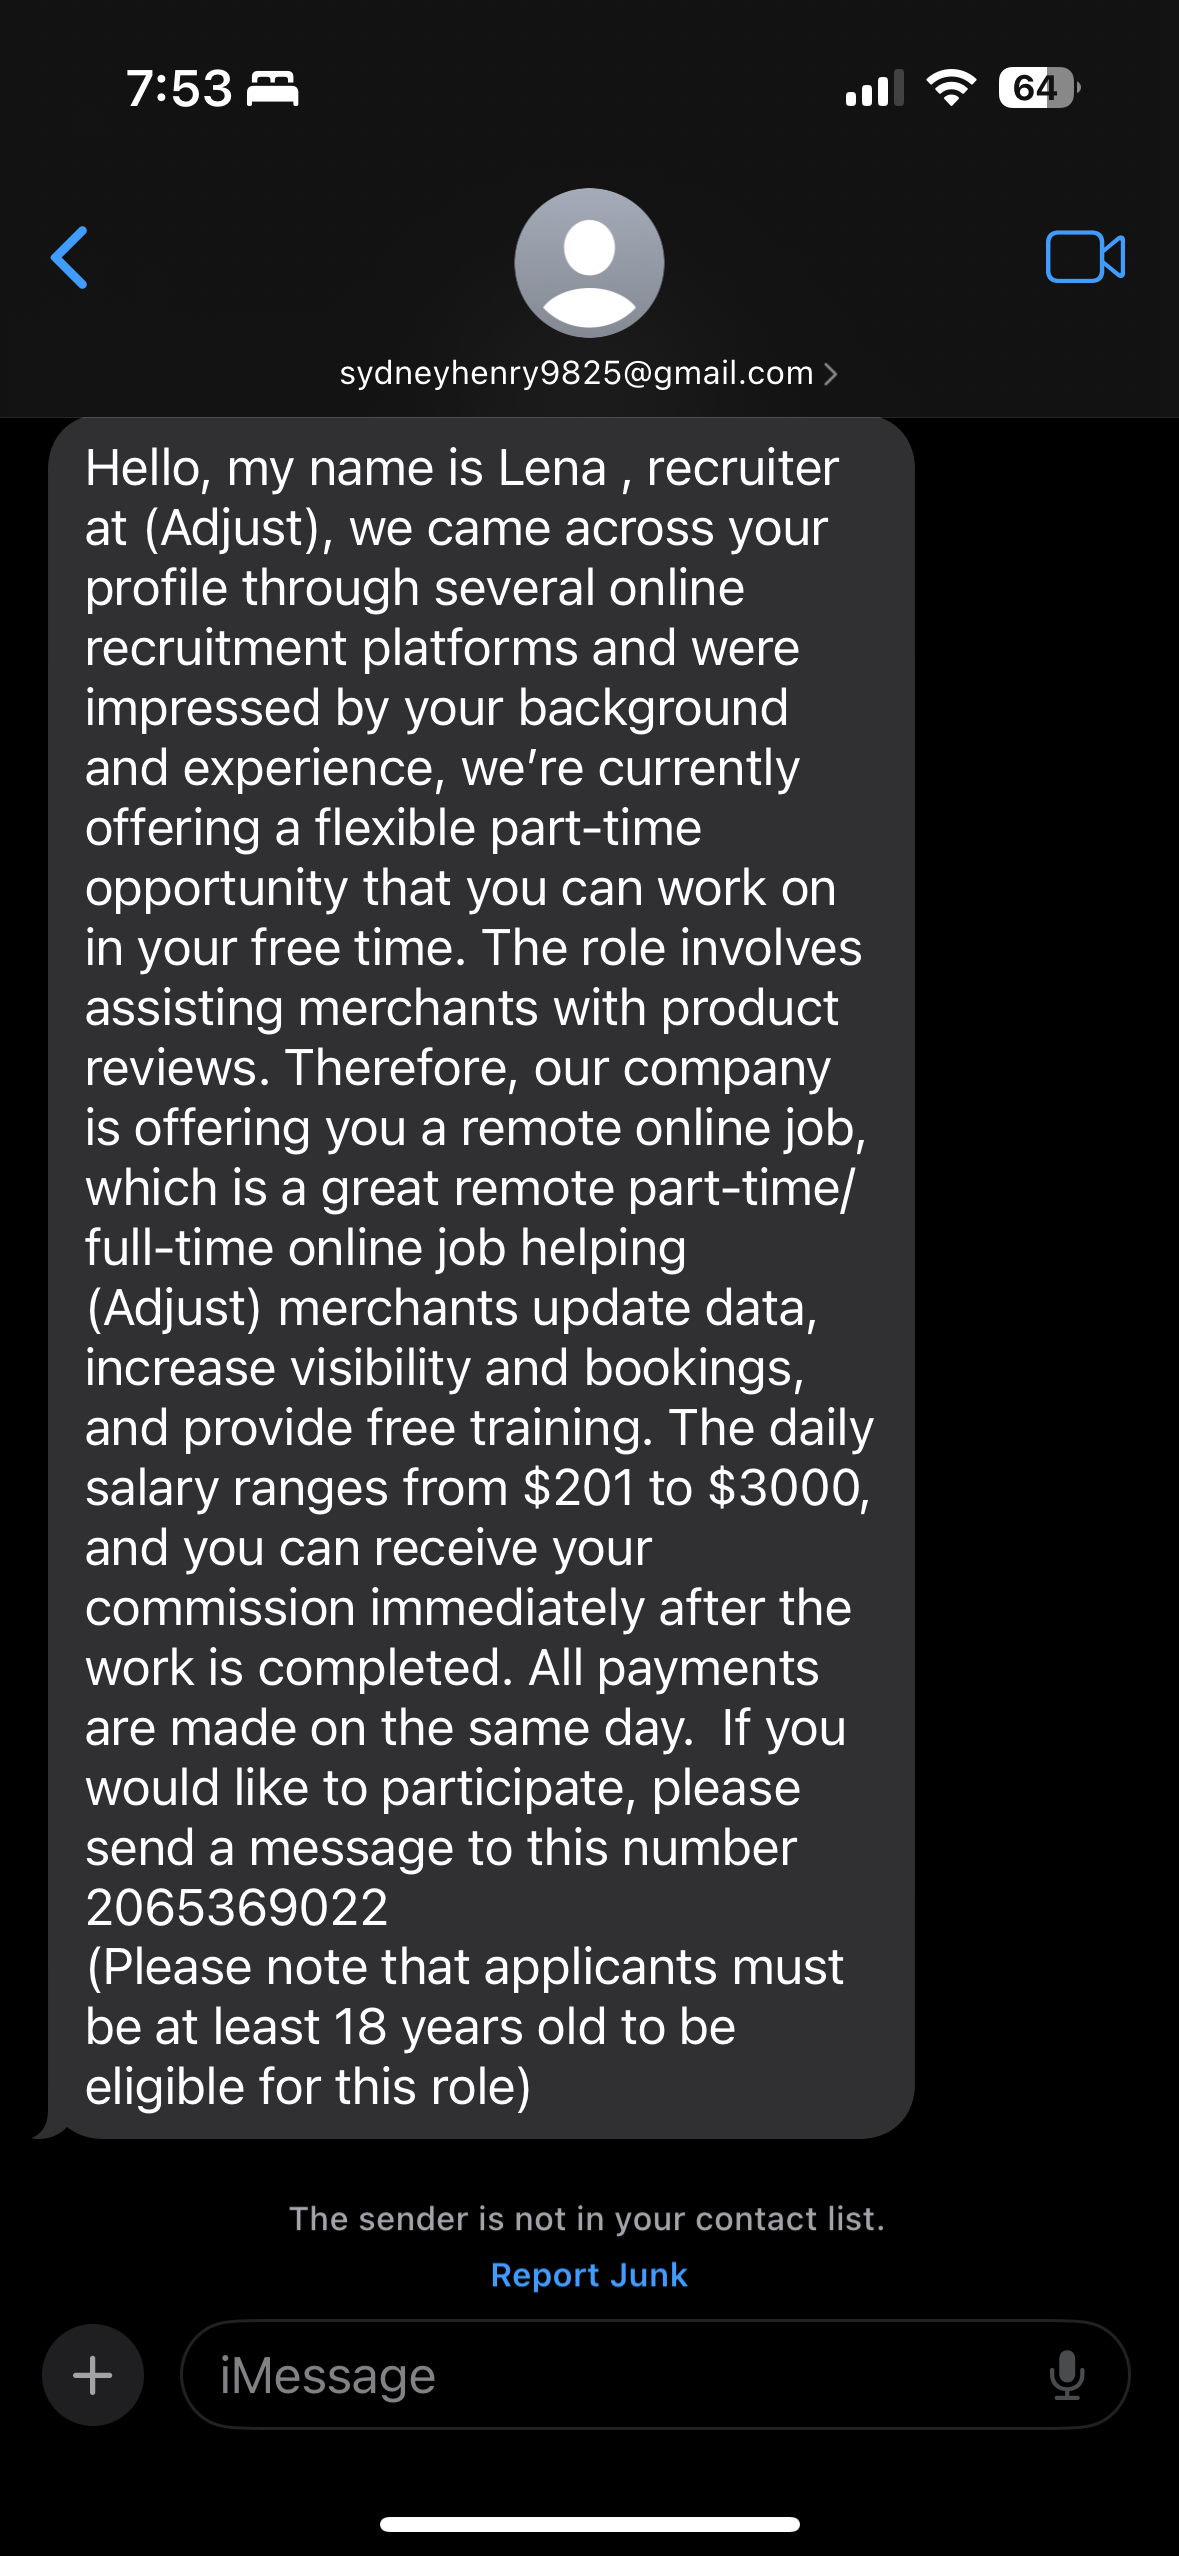 7:53
64
sydneyhenry9825@gmail.com
Hello, my name is Lena , recruiter
at (Adjust), we came across your
profile through several online
recruitment platforms and were
impressed by your background
and experience, we’re currently
offering a flexible part-time
opportunity that you can work on
in your free time. The role involves
assisting merchants with product
reviews. Therefore, our company
is offering you a remote online job,
which is a great remote part-time/
full-time online job helping
(Adjust) merchants update data,
increase visibility and bookings,
and provide free training. The daily
salary ranges from $201 to $3000,
and you can receive your
commission immediately after the
work is completed. All payments
are made on the same day.  If you
would like to participate, please
send a message to this number
2065369022
(Please note that applicants must
be at least 18 years old to be
eligible for this role)
The sender is not in your contact list.
Report Junk
iMessage